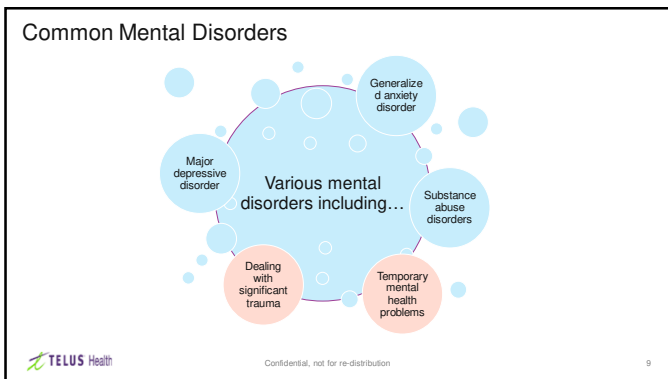 Common Mental Disorders
Generalize
d anxiety
disorder
Major
depressive
disorder
Various mental
disorders including…
Substance
abuse
disorders
Dealing
with
significant
trauma
Temporary
mental
health
problems
TELUS Health
Confidential, not for re-distribution
9